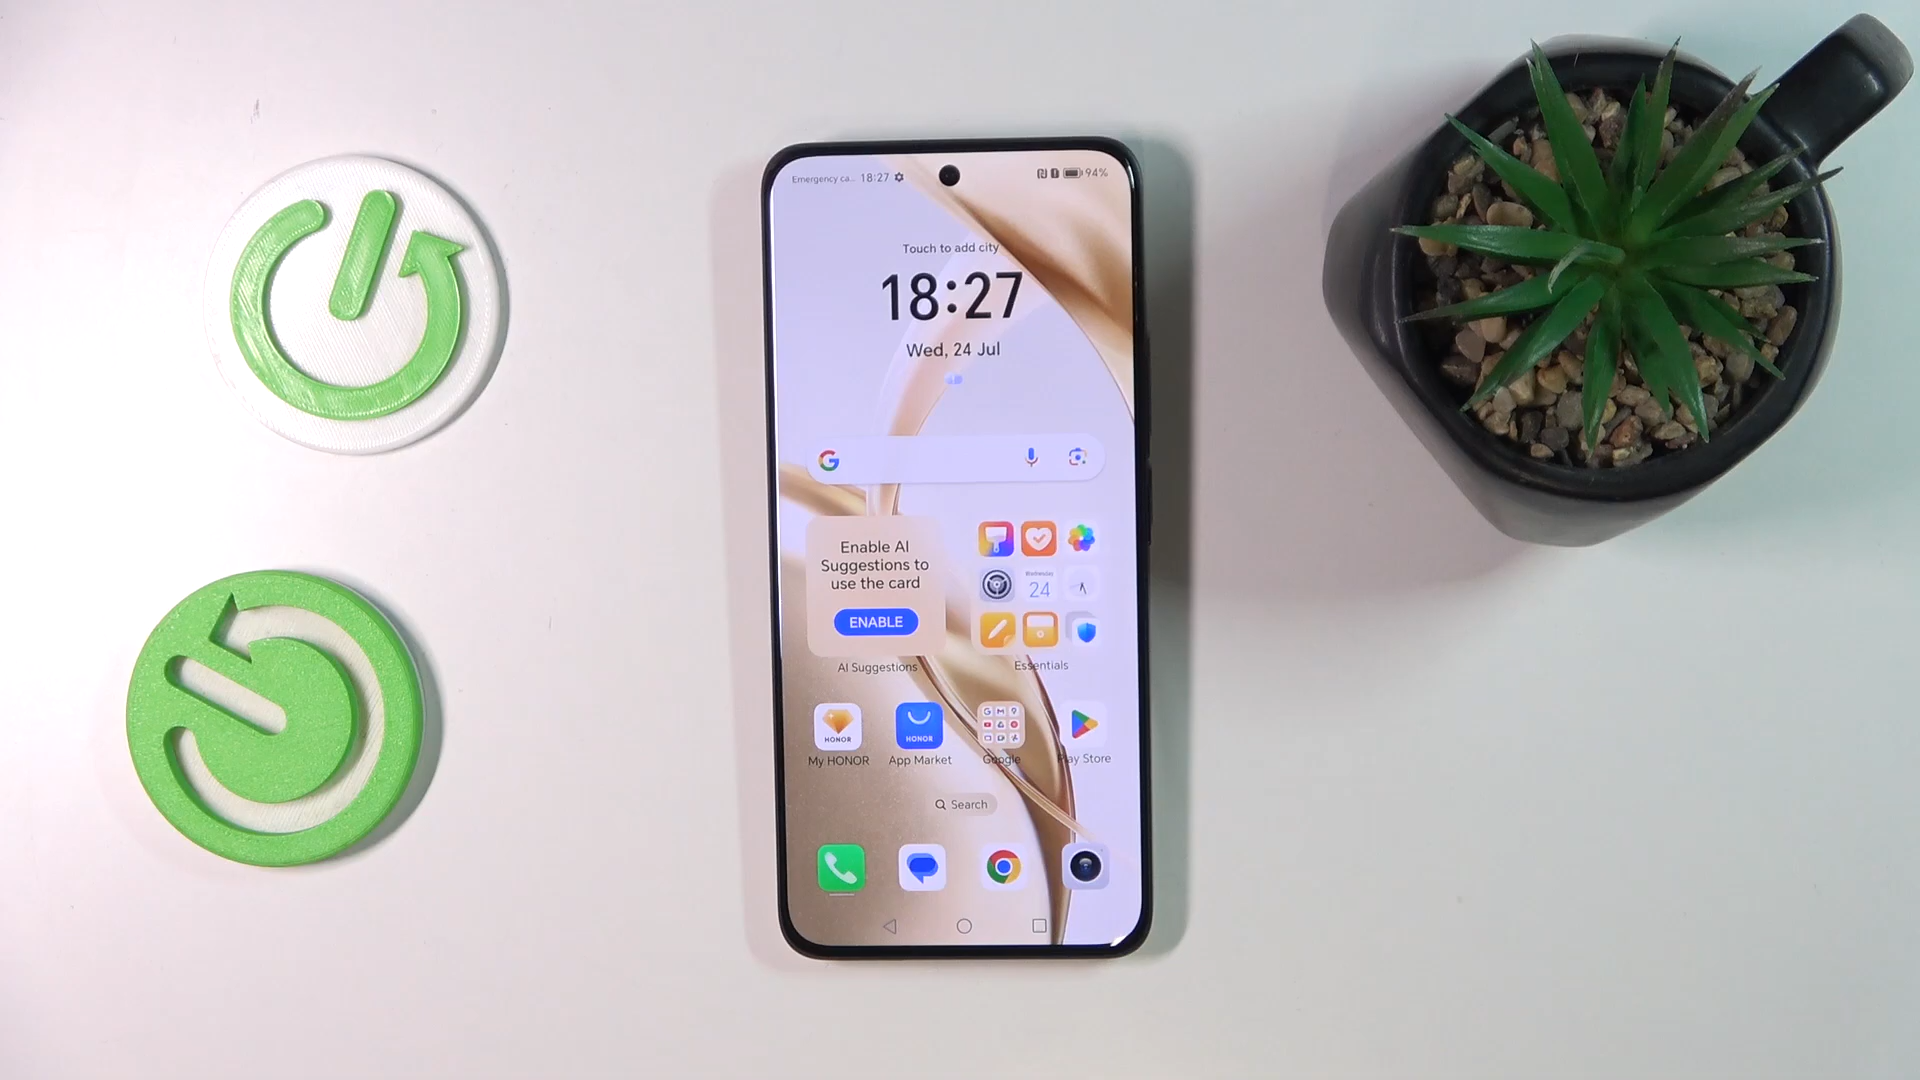 Emergency ca... 18:27
94%
Touch to add city
18:27
Wed, 24 Jul
Enable AI
Suggestions to
use the card
ENABLE
Wednesday
24
AI Suggestions
Essentials
HONOR
HONOR
My HONOR
App Market
Google
Play Store
Search